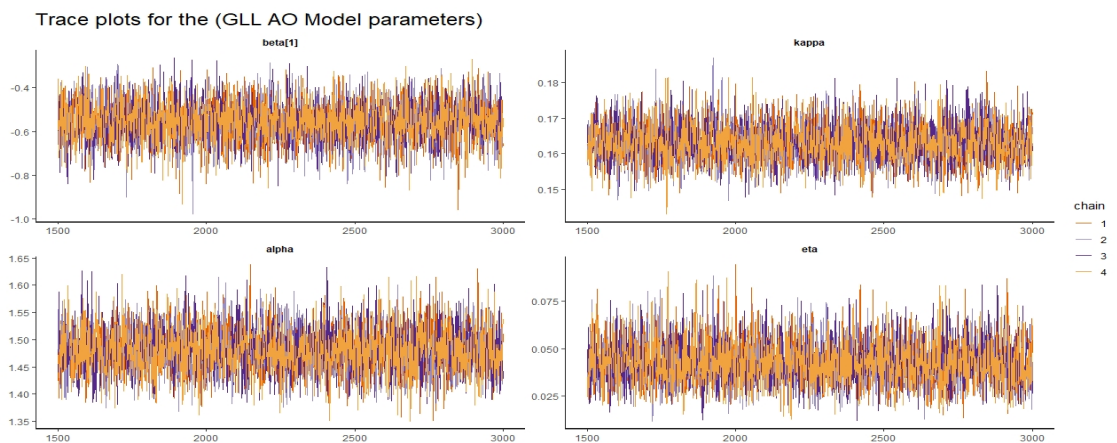 Trace plots for the (GLL AO Model parameters)
beta[1]
-0.4
-0.6
-0.8
-1.0
1500 2000 2500 3000
kappa
0.18
0.17
0.16
0.15
1500 2000 2500 3000
alpha
1.65
1.60
1.55
1.50
1.45
1.40
1.35
1500 2000 2500 3000
eta
0.075
0.050
0.025
1500 2000 2500 3000
chain
1
2
3
4